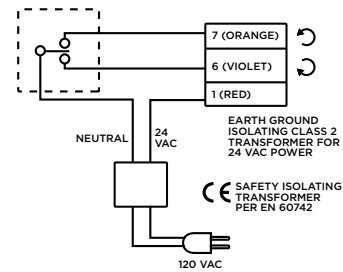 7 (ORANGE)
6 (VIOLET)
1 (RED)
NEUTRAL
24
VAC
EARTH GROUND
ISOLATING CLASS 2
TRANSFORMER FOR
24 VAC POWER
CE
SAFETY ISOLATING
TRANSFORMER
PER EN 60742
120 VAC